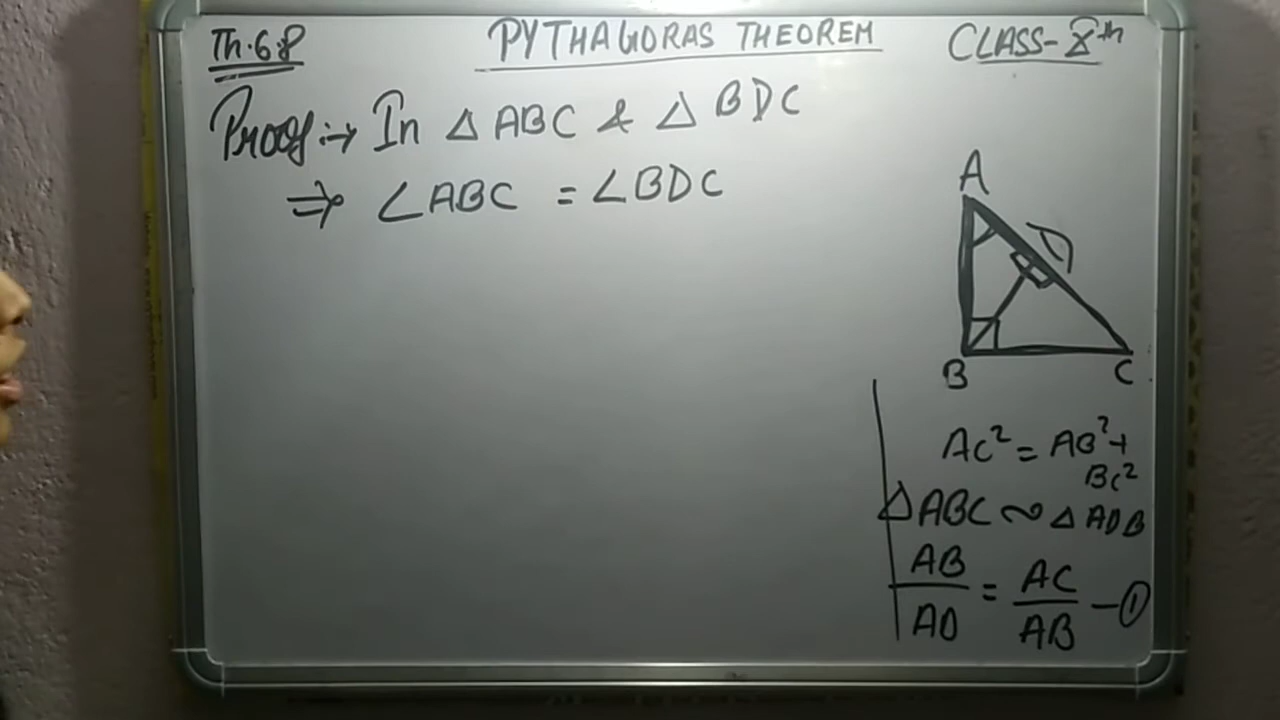 Th.6.8 PYTHAGORAS THEOREM CLASS-X th
Proof:→ In △ ABC & △ BDC
⇒ ∠ABC = ∠BDC
A
D
B C
AC² = AB² +
BC²
△ABC ~ △ADB
AB/AD = AC/AB —①